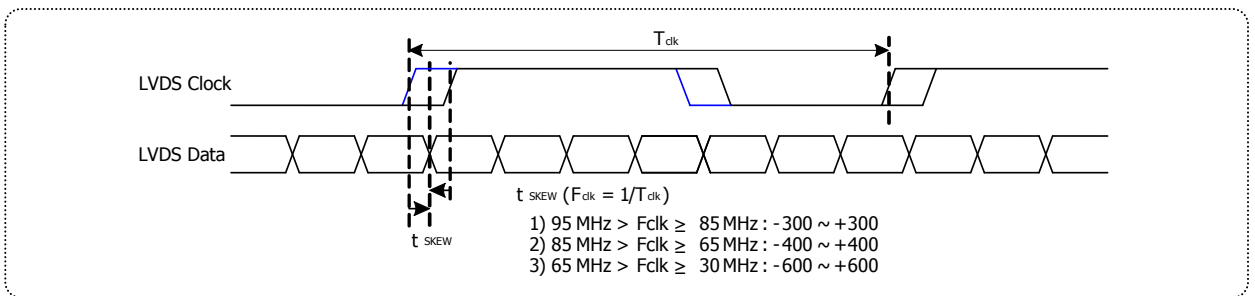 Tclk
LVDS Clock
LVDS Data
t SKEW (Fclk = 1/Tclk)
1) 95 MHz > Fclk ≥ 85 MHz : -300 ~ +300
2) 85 MHz > Fclk ≥ 65 MHz : -400 ~ +400
3) 65 MHz > Fclk ≥ 30 MHz : -600 ~ +600
t SKEW